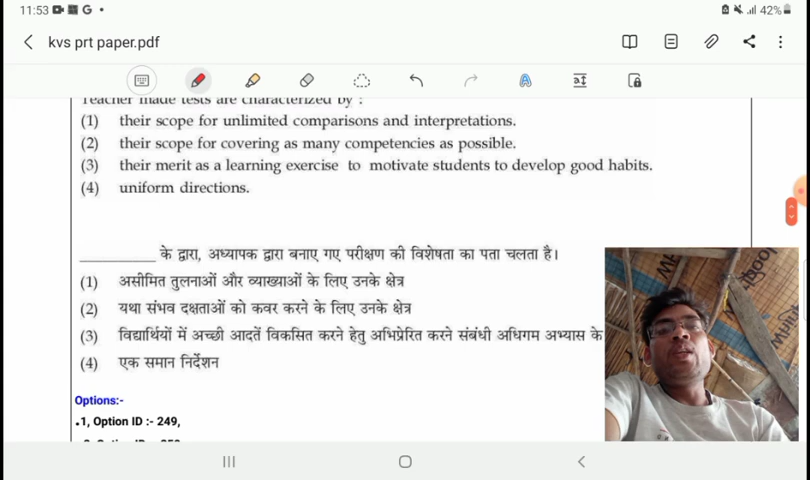 11:53 G 42%
kvs prt paper.pdf
Teacher made tests are characterized by :
(1) their scope for unlimited comparisons and interpretations.
(2) their scope for covering as many competencies as possible.
(3) their merit as a learning exercise to motivate students to develop good habits.
(4) uniform directions.
________ के द्वारा, अध्यापक द्वारा बनाए गए परीक्षण की विशेषता का पता चलता है।
(1) असीमित तुलनाओं और व्याख्याओं के लिए उनके क्षेत्र
(2) यथा संभव दक्षताओं को कवर करने के लिए उनके क्षेत्र
(3) विद्यार्थियों में अच्छी आदतें विकसित करने हेतु अभिप्रेरित करने संबंधी अधिगम अभ्यास के
(4) एक समान निर्देशन
Options:-
.1, Option ID :- 249,